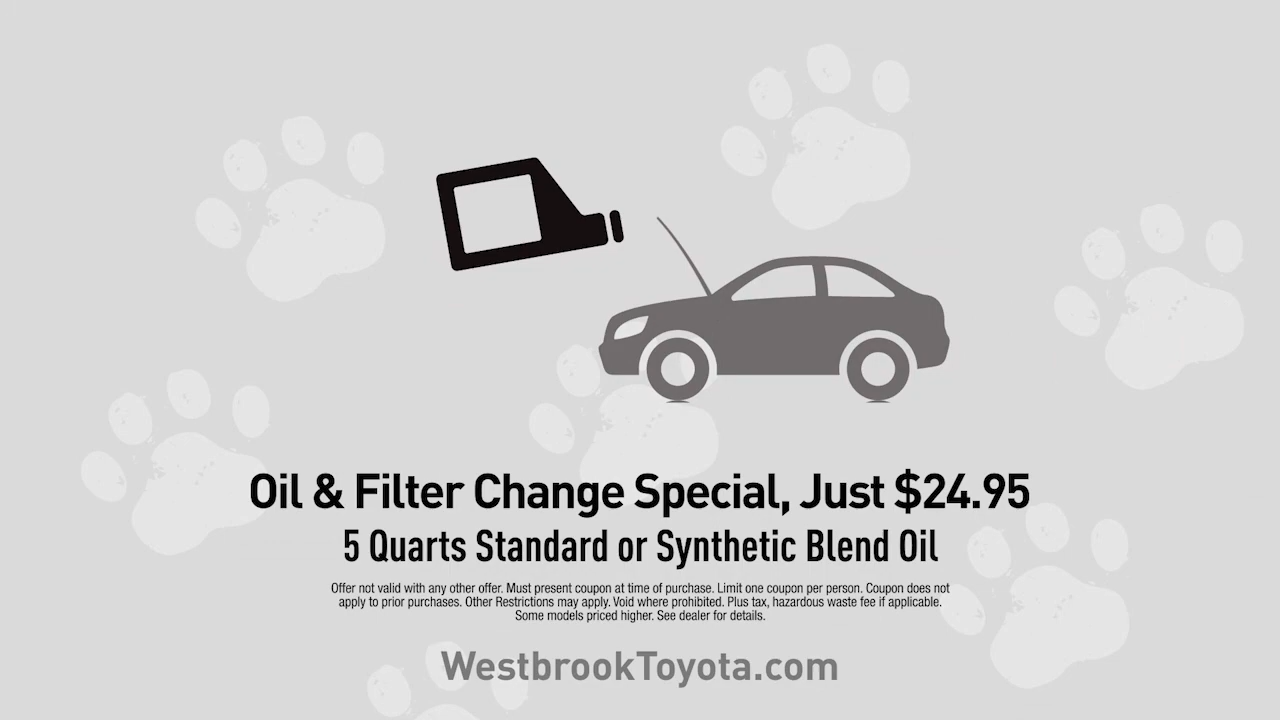 Oil & Filter Change Special, Just $24.95
5 Quarts Standard or Synthetic Blend Oil
Offer not valid with any other offer. Must present coupon at time of purchase. Limit one coupon per person. Coupon does not
apply to prior purchases. Other Restrictions may apply. Void where prohibited. Plus tax, hazardous waste fee if applicable.
Some models priced higher. See dealer for details.
WestbrookToyota.com